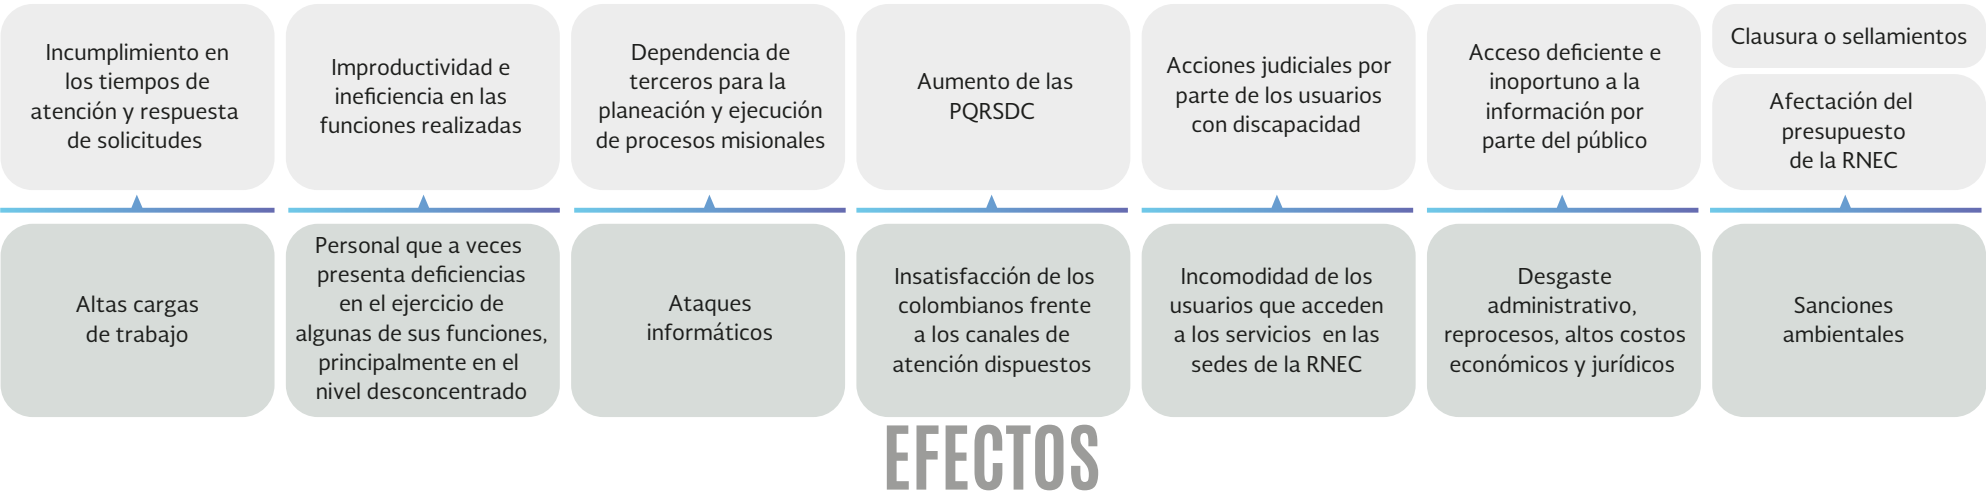 Incumplimiento en
los tiempos de
atención y respuesta
de solicitudes
Improductividad e
ineficiencia en las
funciones realizadas
Dependencia de
terceros para la
planeación y ejecución
de procesos misionales
Aumento de las
PQRSDC
Acciones judiciales por
parte de los usuarios
con discapacidad
Acceso deficiente e
inoportuno a la
información por
parte del público
Clausura o sellamientos
Afectación del
presupuesto
de la RNEC
Altas cargas
de trabajo
Personal que a veces
presenta deficiencias
en el ejercicio de
algunas de sus funciones,
principalmente en el
nivel desconcentrado
Ataques
informáticos
Insatisfacción de los
colombianos frente
a los canales de
atención dispuestos
Incomodidad de los
usuarios que acceden
a los servicios  en las
sedes de la RNEC
Desgaste
administrativo,
reprocesos, altos costos
económicos y jurídicos
Sanciones
ambientales
EFECTOS